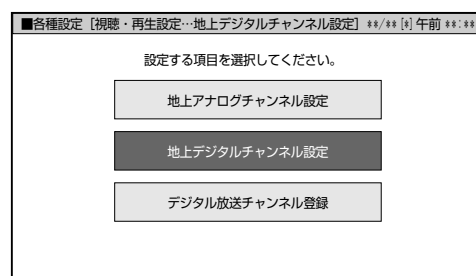 ■各種設定［視聴・再生設定…地上デジタルチャンネル設定］ **/** [*] 午前 **:**
設定する項目を選択してください。
地上アナログチャンネル設定
地上デジタルチャンネル設定
デジタル放送チャンネル登録